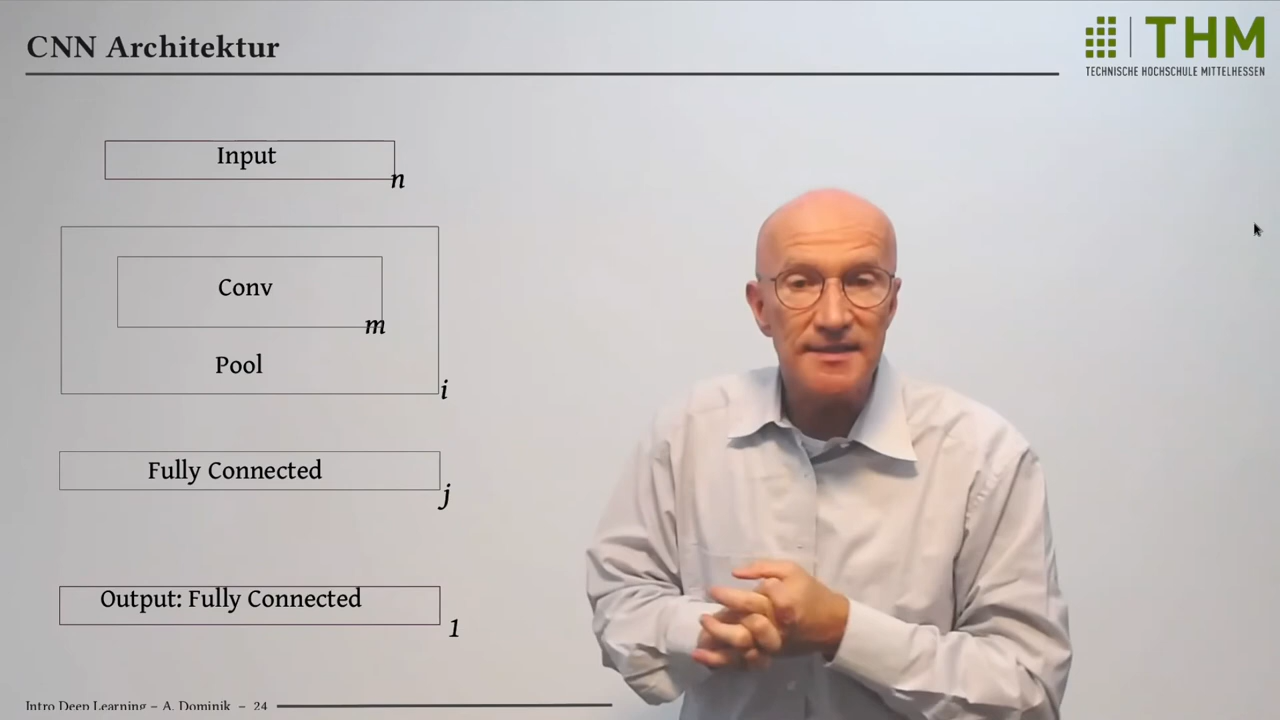 CNN Architektur
THM
TECHNISCHE HOCHSCHULE MITTELHESSEN
Input
n
Conv
m
Pool
i
Fully Connected
j
Output: Fully Connected
1
Intro Deep Learning – A. Dominik – 24